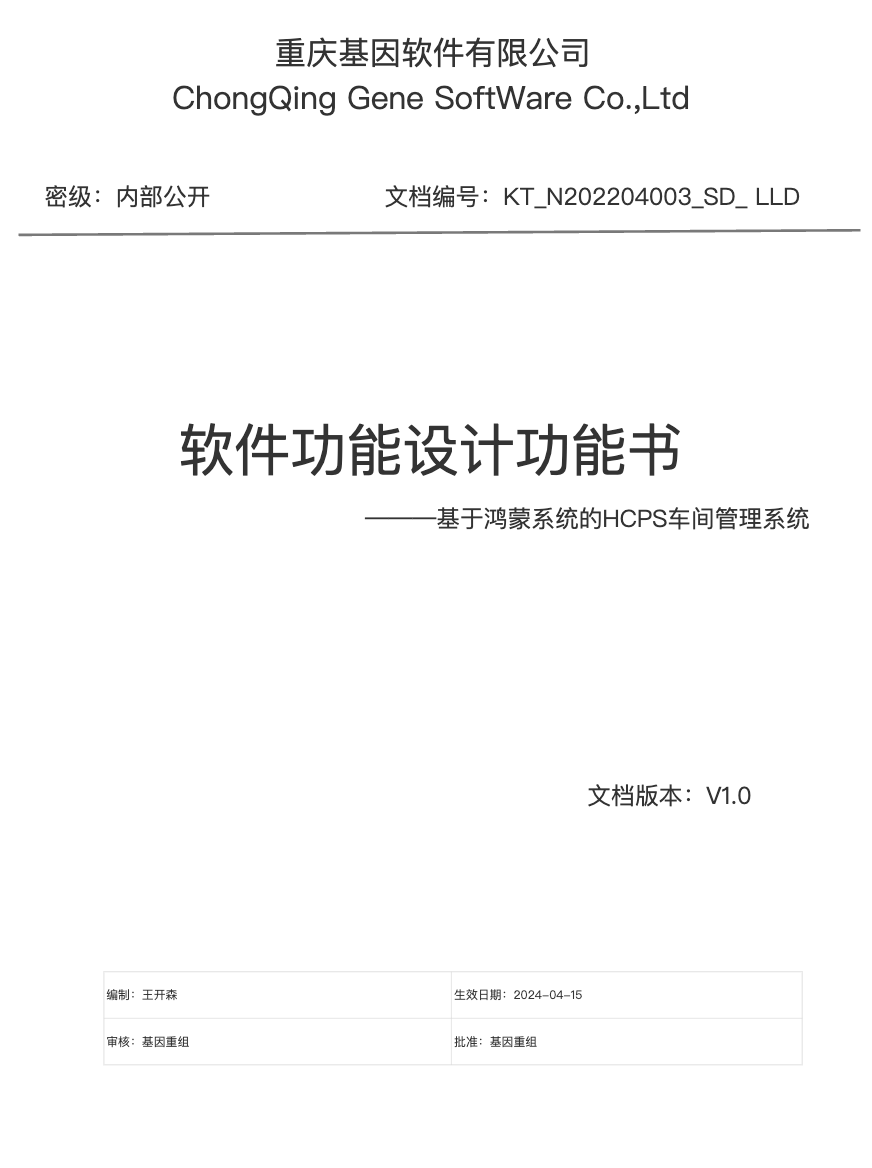 重庆基因软件有限公司
ChongQing Gene SoftWare Co.,Ltd
密级：内部公开 文档编号：KT_N202204003_SD_ LLD
软件功能设计功能书
———基于鸿蒙系统的HCPS车间管理系统
文档版本：V1.0
编制：王开森 生效日期：2024-04-15
审核：基因重组 批准：基因重组